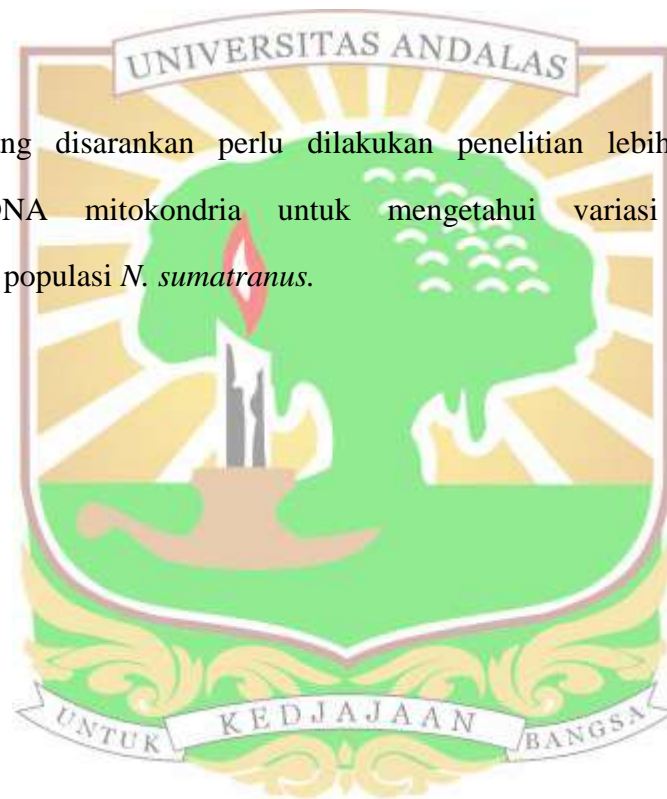 UNIVERSITAS ANDALAS
ng disarankan perlu dilakukan penelitian lebih
NA mitokondria untuk mengetahui variasi
populasi N. sumatranus.
UNTUK KEDJAJAAN BANGSA